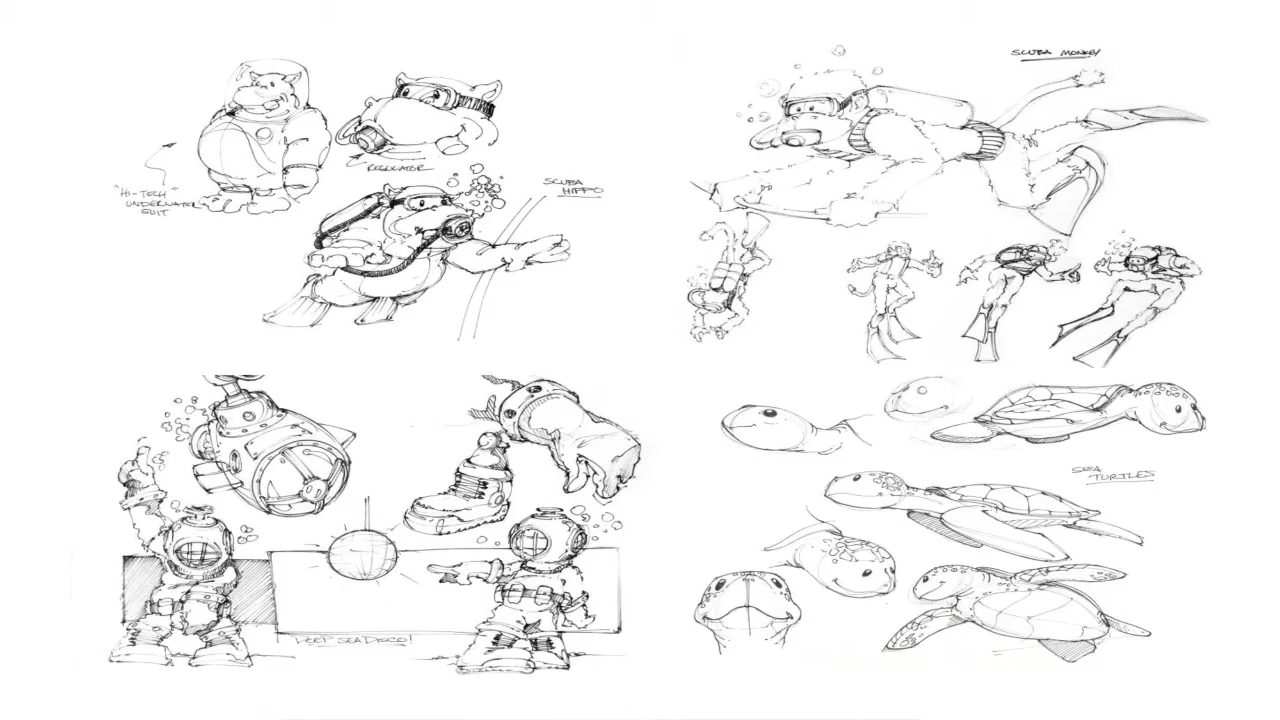 "HI-TECH"
UNDERWATER
SUIT
REGULATOR
SCUBA
HIPPO
SCUBA MONKEY
DEEP SEA DISCO!
SEA
TURTLES